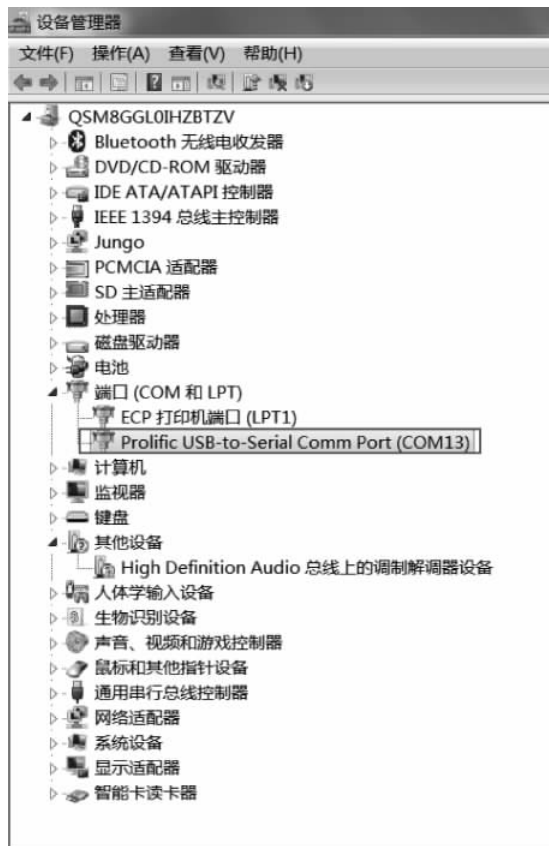 设备管理器
文件(F) 操作(A) 查看(V) 帮助(H)
QSM8GGL0IHZBTZV
Bluetooth 无线电收发器
DVD/CD-ROM 驱动器
IDE ATA/ATAPI 控制器
IEEE 1394 总线主控制器
Jungo
PCMCIA 适配器
SD 主适配器
处理器
磁盘驱动器
电池
端口 (COM 和 LPT)
ECP 打印机端口 (LPT1)
Prolific USB-to-Serial Comm Port (COM13)
计算机
监视器
键盘
其他设备
High Definition Audio 总线上的调制解调器设备
人体学输入设备
生物识别设备
声音、视频和游戏控制器
鼠标和其他指针设备
通用串行总线控制器
网络适配器
系统设备
显示适配器
智能卡读卡器